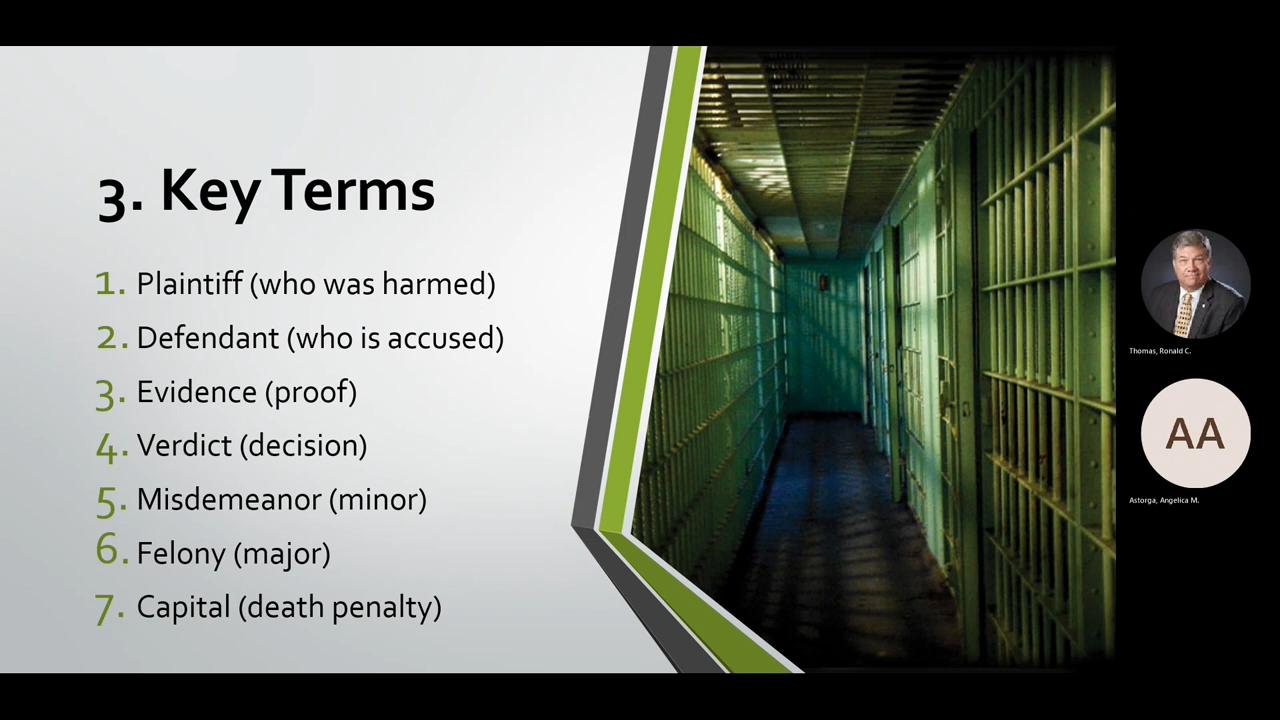 3. Key Terms
1. Plaintiff (who was harmed)
2. Defendant (who is accused)
3. Evidence (proof)
4. Verdict (decision)
5. Misdemeanor (minor)
6. Felony (major)
7. Capital (death penalty)
Thomas, Ronald C.
AA
Astorga, Angelica M.